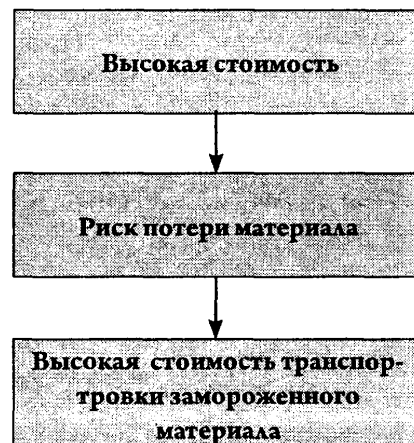 Высокая стоимость
Риск потери материала
Высокая стоимость транспор-
тровки замороженного
материала